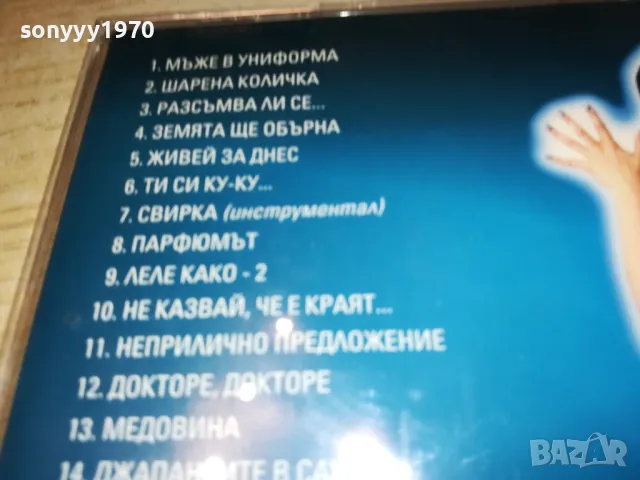 sonyyy1970
1. МЪЖЕ В УНИФОРМА
2. ШАРЕНА КОЛИЧКА
3. РАЗСЪМВА ЛИ СЕ...
4. ЗЕМЯТА ЩЕ ОБЪРНА
5. ЖИВЕЙ ЗА ДНЕС
6. ТИ СИ КУ-КУ...
7. СВИРКА (инструментал)
8. ПАРФЮМЪТ
9. ЛЕЛЕ КАКО - 2
10. НЕ КАЗВАЙ, ЧЕ Е КРАЯТ...
11. НЕПРИЛИЧНО ПРЕДЛОЖЕНИЕ
12. ДОКТОРЕ, ДОКТОРЕ
13. МЕДОВИНА
14. В
BAZAR